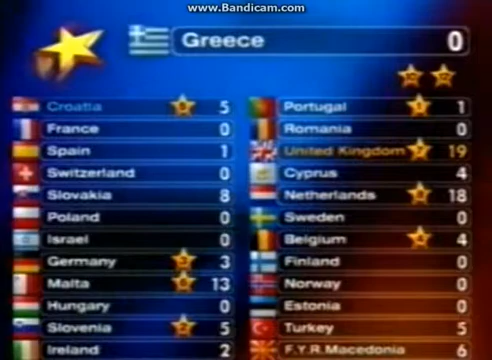 www.Bandicam.com
Greece 0
10 12
Croatia 5
France 0
Spain 1
Switzerland 0
Slovakia 8
Poland 0
Israel 0
Germany 3
Malta 13
Hungary 0
Slovenia 5
Ireland 2
Portugal 1
Romania 0
United Kingdom 19
Cyprus 4
Netherlands 18
Sweden 0
Belgium 4
Finland 0
Norway 0
Estonia 0
Turkey 5
F.Y.R.Macedonia 6